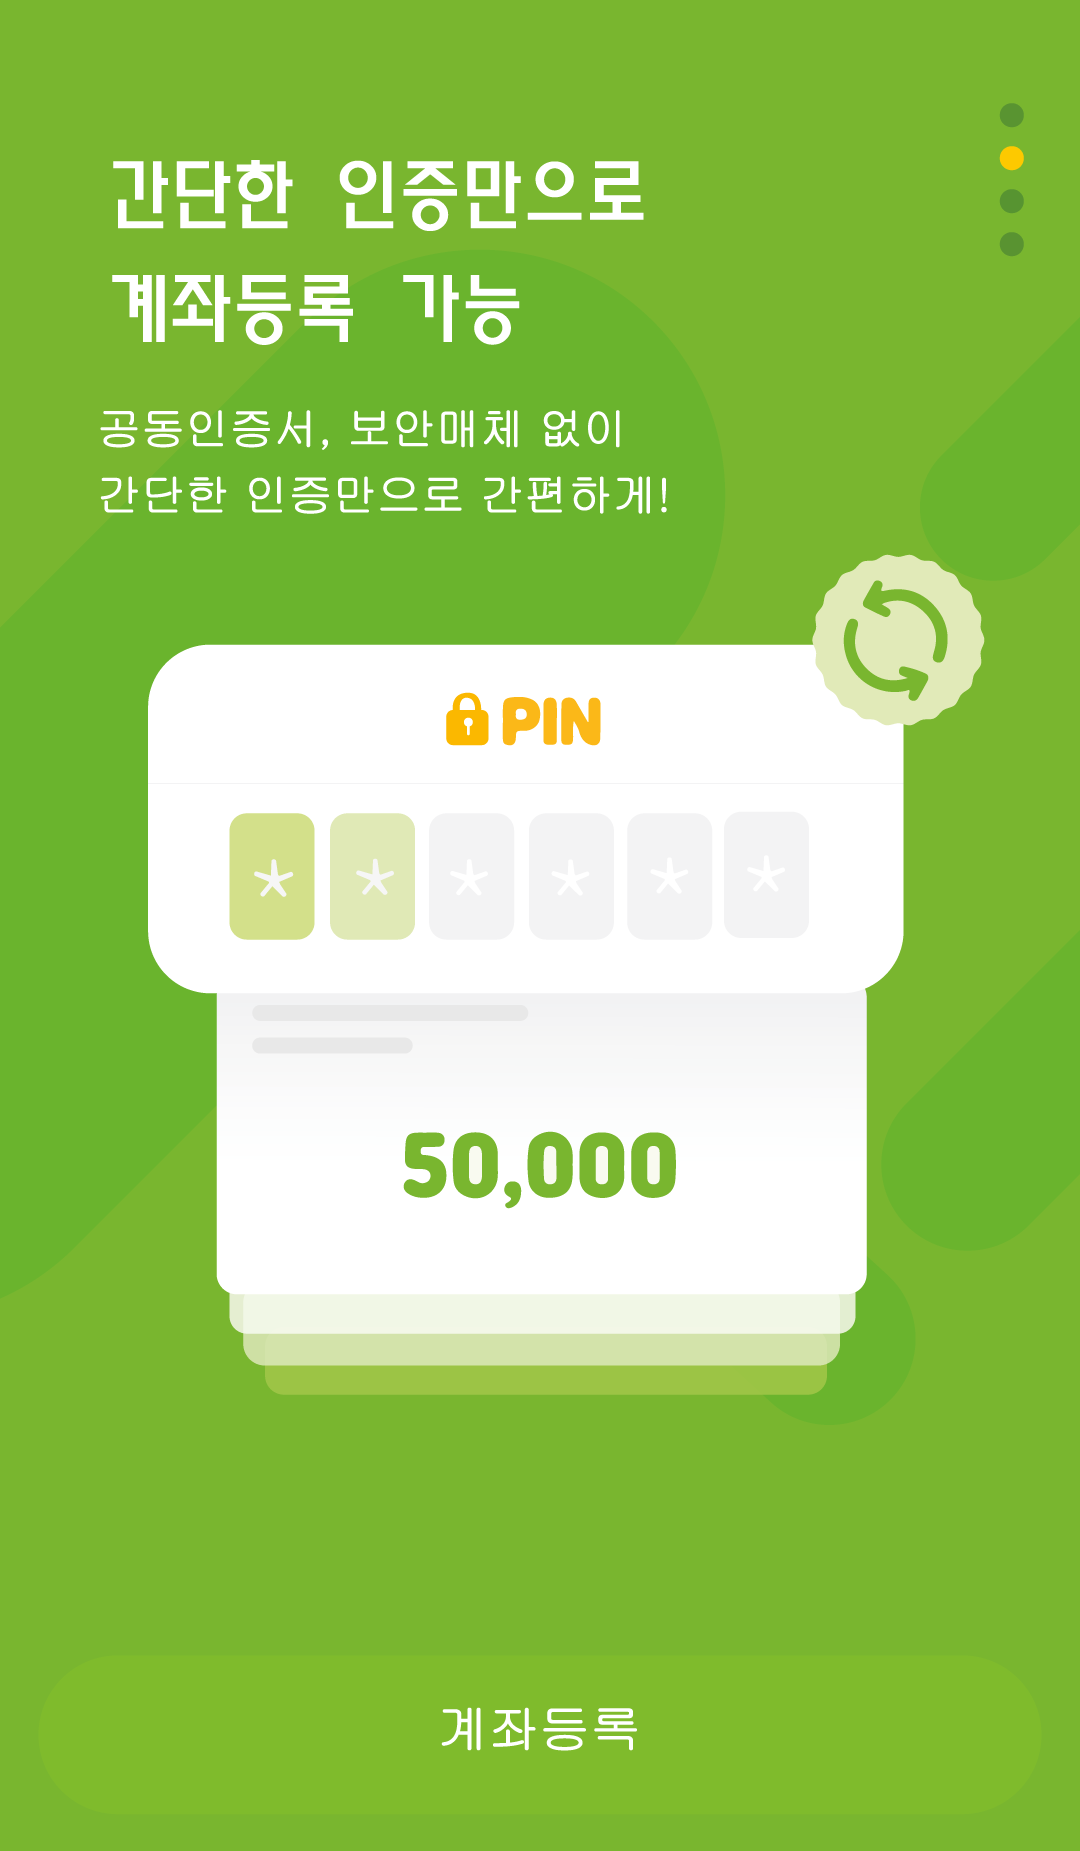 간단한 인증만으로
계좌등록 가능
공동인증서, 보안매체 없이
간단한 인증만으로 간편하게!
PIN
* * * * * *
50,000
계좌등록